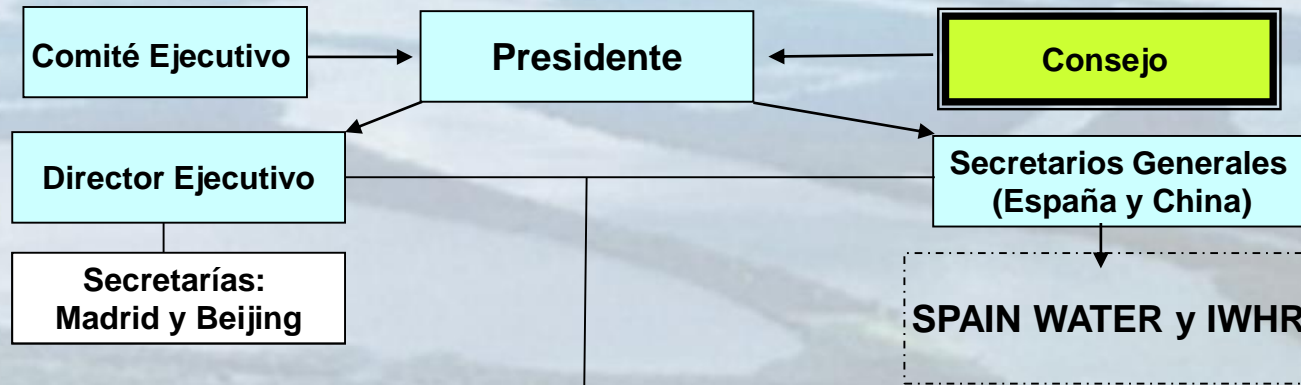 Comité Ejecutivo
Presidente
Consejo
Director Ejecutivo
Secretarios Generales
(España y China)
Secretarías:
Madrid y Beijing
SPAIN WATER y IWHR